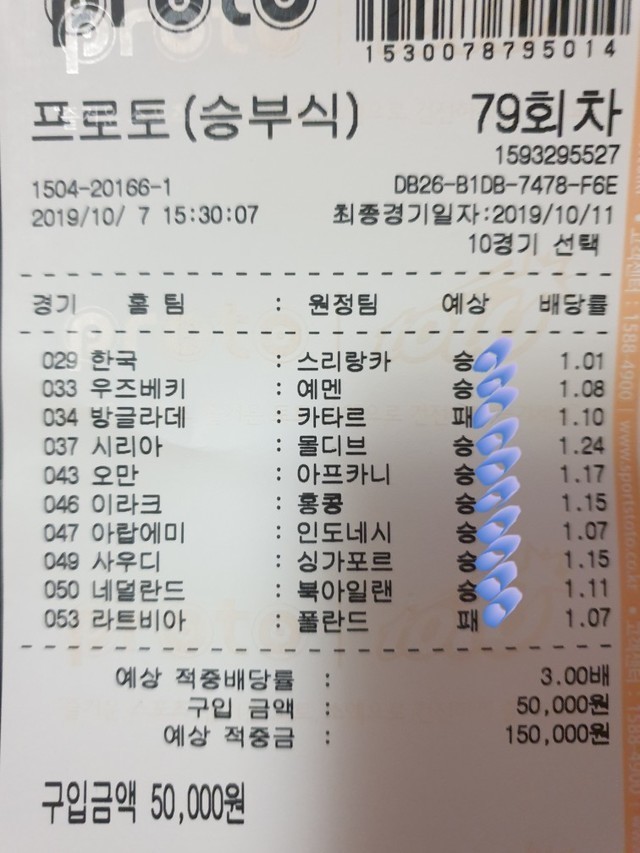 proto
1530078795014
프로토(승부식) 79회차
1593295527
1504-20166-1 DB26-B1DB-7478-F6E
2019/10/ 7 15:30:07 최종경기일자:2019/10/11
10경기 선택
경기 홈 팀 : 원정팀 예상 배당률
029 한국 : 스리랑카 승 1.01
033 우즈베키 : 예멘 승 1.08
034 방글라데 : 카타르 패 1.10
037 시리아 : 몰디브 승 1.24
043 오만 : 아프카니 승 1.17
046 이라크 : 홍콩 승 1.15
047 아랍에미 : 인도네시 승 1.07
049 사우디 : 싱가포르 승 1.15
050 네덜란드 : 북아일랜 승 1.11
053 라트비아 : 폴란드 패 1.07
예상 적중배당률 : 3.00배
구입 금액 : 50,000원
예상 적중금 : 150,000원
구입금액 50,000원